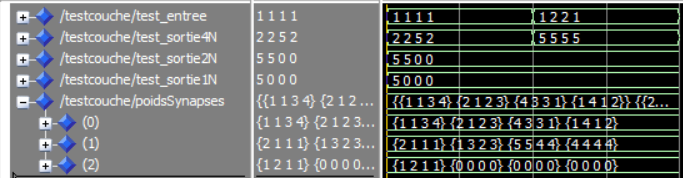 /testcouche/test_entree 1 1 1 1 1 1 1 1 1 2 2 1
/testcouche/test_sortie4N 2 2 5 2 2 2 5 2 5 5 5 5
/testcouche/test_sortie2N 5 5 0 0 5 5 0 0
/testcouche/test_sortie1N 5 0 0 0 5 0 0 0
/testcouche/poidsSynapses {{1 1 3 4} {2 1 2 ... {{1 1 3 4} {2 1 2 3} {4 3 3 1} {1 4 1 2}} {{2...
(0) {1 1 3 4} {2 1 2 3... {1 1 3 4} {2 1 2 3} {4 3 3 1} {1 4 1 2}
(1) {2 1 1 1} {1 3 2 3... {2 1 1 1} {1 3 2 3} {5 5 4 4} {4 4 4 4}
(2) {1 2 1 1} {0 0 0 0... {1 2 1 1} {0 0 0 0} {0 0 0 0} {0 0 0 0}